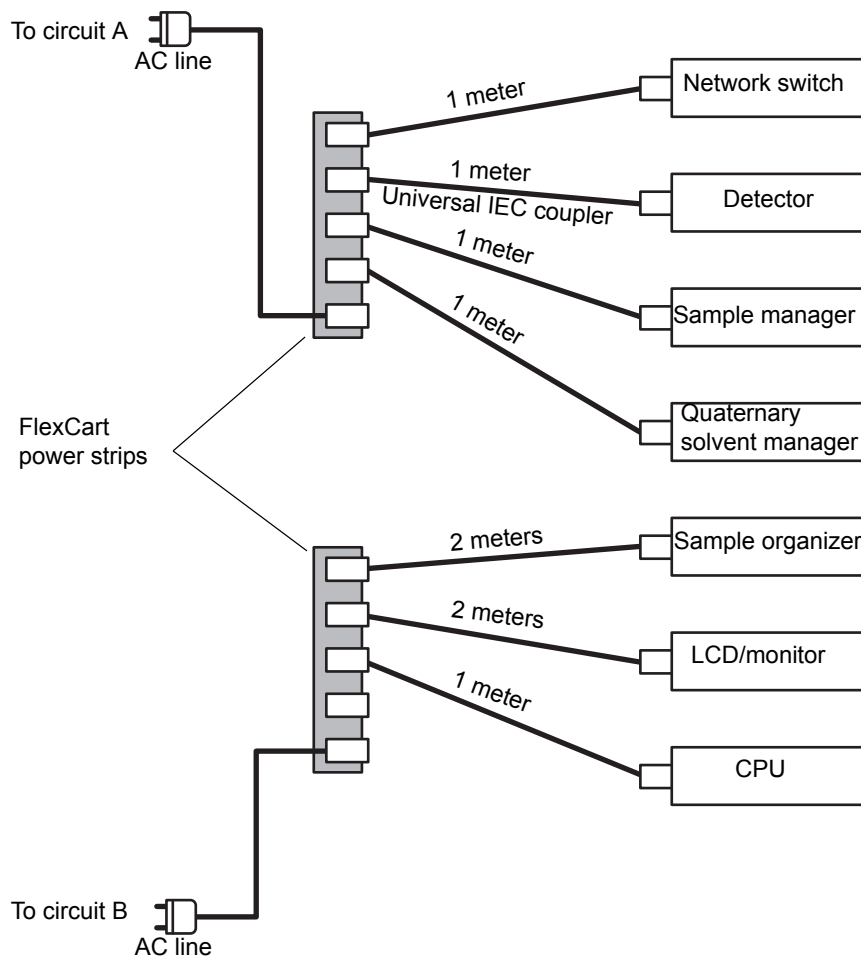 To circuit A
AC line
1 meter
Network switch
1 meter
Universal IEC coupler
Detector
1 meter
Sample manager
1 meter
Quaternary
solvent manager
FlexCart
power strips
2 meters
Sample organizer
2 meters
LCD/monitor
1 meter
CPU
To circuit B
AC line